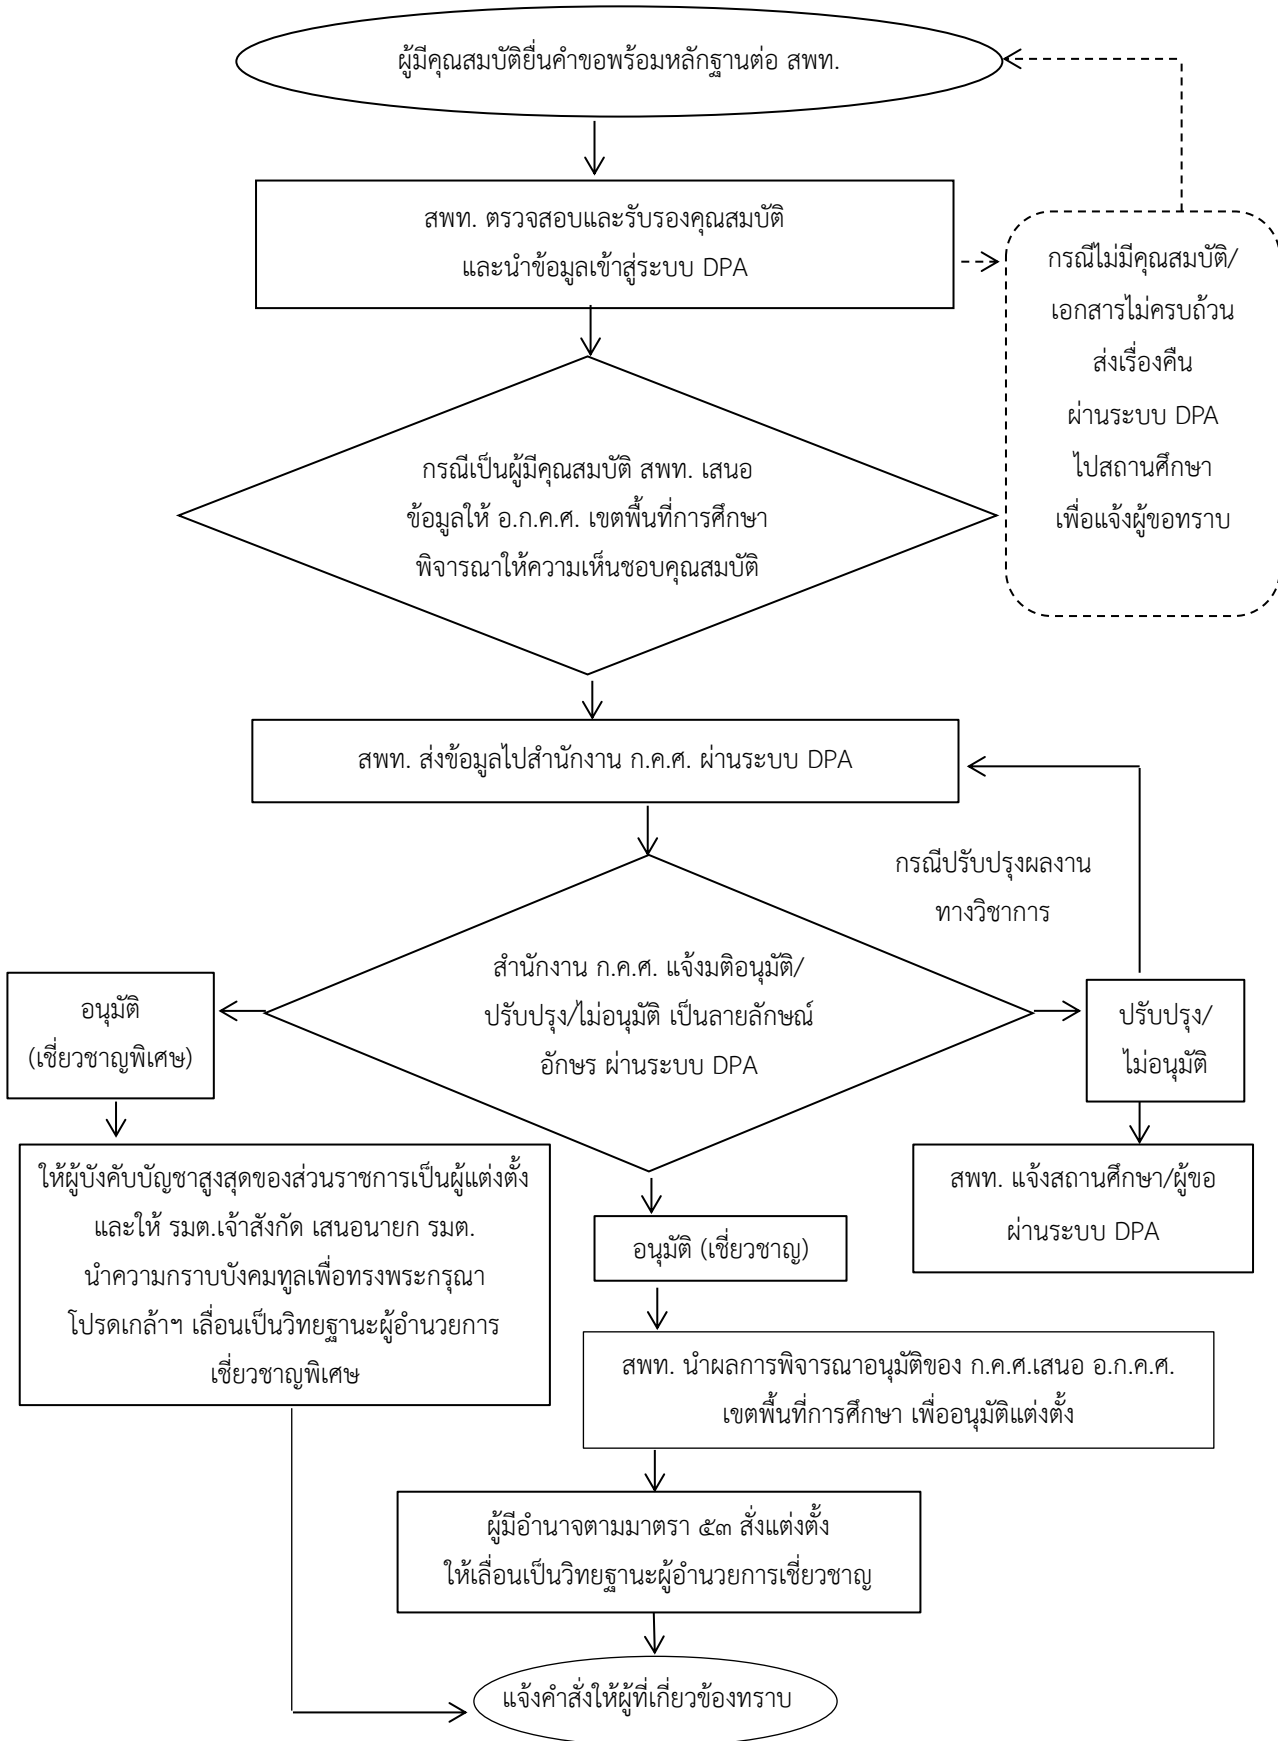 ผู้มีคุณสมบัติยื่นคำขอพร้อมหลักฐานต่อ สพท.
สพท. ตรวจสอบและรับรองคุณสมบัติ
และนำข้อมูลเข้าสู่ระบบ DPA
กรณีไม่มีคุณสมบัติ/
เอกสารไม่ครบถ้วน
ส่งเรื่องคืน
ผ่านระบบ DPA
ไปสถานศึกษา
เพื่อแจ้งผู้ขอทราบ
กรณีเป็นผู้มีคุณสมบัติ สพท. เสนอ
ข้อมูลให้ อ.ก.ค.ศ. เขตพื้นที่การศึกษา
พิจารณาให้ความเห็นชอบคุณสมบัติ
สพท. ส่งข้อมูลไปสำนักงาน ก.ค.ศ. ผ่านระบบ DPA
กรณีปรับปรุงผลงาน
ทางวิชาการ
สำนักงาน ก.ค.ศ. แจ้งมติอนุมัติ/
ปรับปรุง/ไม่อนุมัติ เป็นลายลักษณ์
อักษร ผ่านระบบ DPA
อนุมัติ
(เชี่ยวชาญพิเศษ)
ปรับปรุง/
ไม่อนุมัติ
ให้ผู้บังคับบัญชาสูงสุดของส่วนราชการเป็นผู้แต่งตั้ง
และให้ รมต.เจ้าสังกัด เสนอนายก รมต.
นำความกราบบังคมทูลเพื่อทรงพระกรุณา
โปรดเกล้าฯ เลื่อนเป็นวิทยฐานะผู้อำนวยการ
เชี่ยวชาญพิเศษ
สพท. แจ้งสถานศึกษา/ผู้ขอ
ผ่านระบบ DPA
อนุมัติ (เชี่ยวชาญ)
สพท. นำผลการพิจารณาอนุมัติของ ก.ค.ศ.เสนอ อ.ก.ค.ศ.
เขตพื้นที่การศึกษา เพื่ออนุมัติแต่งตั้ง
ผู้มีอำนาจตามมาตรา ๕๓ สั่งแต่งตั้ง
ให้เลื่อนเป็นวิทยฐานะผู้อำนวยการเชี่ยวชาญ
แจ้งคำสั่งให้ผู้ที่เกี่ยวข้องทราบ